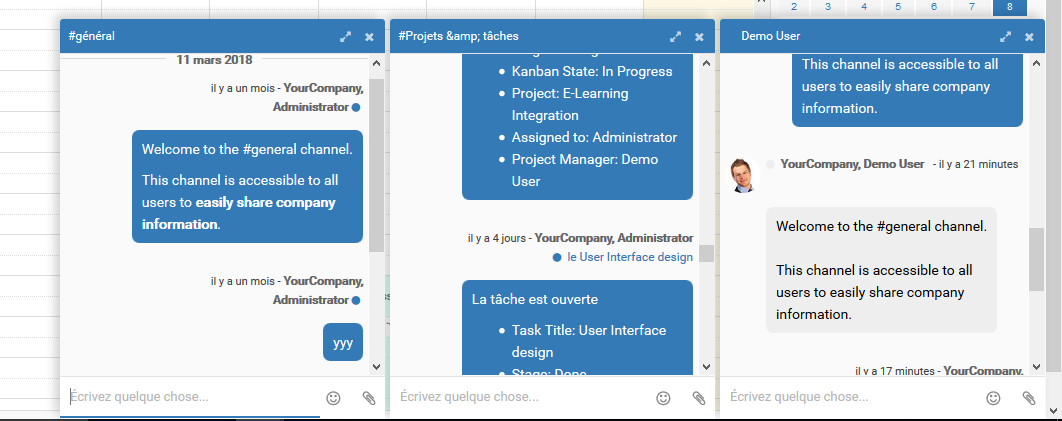 2 3 4 5 6 7 8
#général
11 mars 2018
il y a un mois - YourCompany,
Administrator
Welcome to the #general channel.
This channel is accessible to all
users to easily share company
information.
il y a un mois - YourCompany,
Administrator
yyy
Écrivez quelque chose...
#Projets &amp; tâches
Kanban State: In Progress
Project: E-Learning
Integration
Assigned to: Administrator
Project Manager: Demo
User
il y a 4 jours - YourCompany, Administrator
le User Interface design
La tâche est ouverte
Task Title: User Interface
design
Stage: Done
Écrivez quelque chose...
Demo User
This channel is accessible to all
users to easily share company
information.
YourCompany, Demo User - il y a 21 minutes
Welcome to the #general channel.
This channel is accessible to all
users to easily share company
information.
il y a 17 minutes - YourCompany,
Écrivez quelque chose...